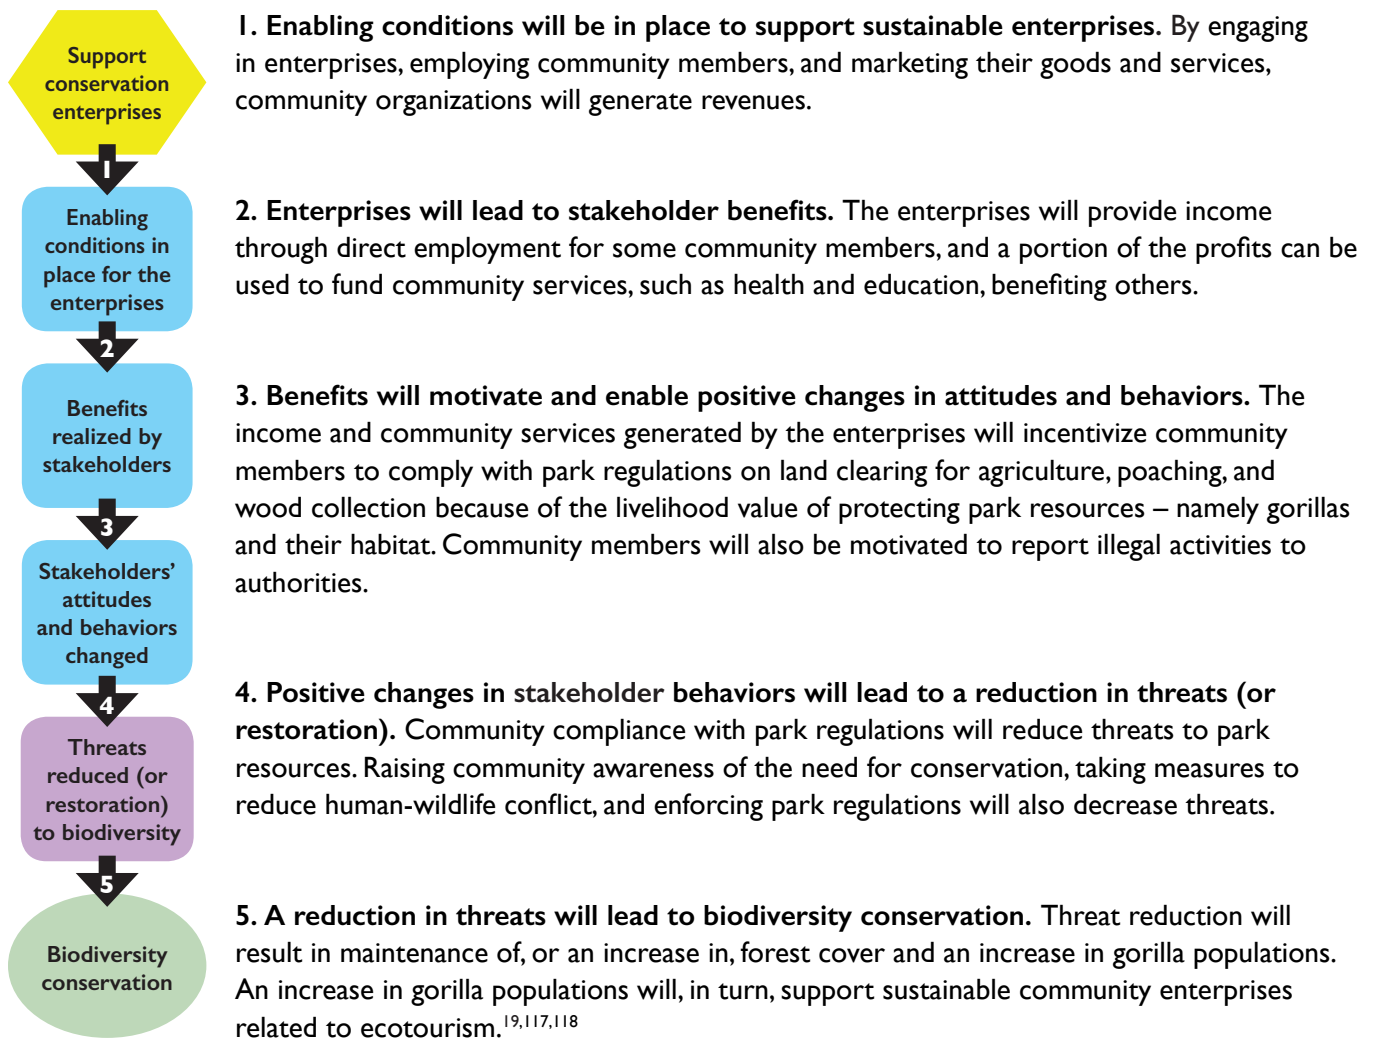 Support
conservation
enterprises
1
Enabling
conditions in
place for the
enterprises
2
Benefits
realized by
stakeholders
3
Stakeholders’
attitudes
and behaviors
changed
4
Threats
reduced (or
restoration)
to biodiversity
5
Biodiversity
conservation
1. Enabling conditions will be in place to support sustainable enterprises. By engaging
in enterprises, employing community members, and marketing their goods and services,
community organizations will generate revenues.
2. Enterprises will lead to stakeholder benefits. The enterprises will provide income
through direct employment for some community members, and a portion of the profits can be
used to fund community services, such as health and education, benefiting others.
3. Benefits will motivate and enable positive changes in attitudes and behaviors. The
income and community services generated by the enterprises will incentivize community
members to comply with park regulations on land clearing for agriculture, poaching, and
wood collection because of the livelihood value of protecting park resources – namely gorillas
and their habitat. Community members will also be motivated to report illegal activities to
authorities.
4. Positive changes in stakeholder behaviors will lead to a reduction in threats (or
restoration). Community compliance with park regulations will reduce threats to park
resources. Raising community awareness of the need for conservation, taking measures to
reduce human-wildlife conflict, and enforcing park regulations will also decrease threats.
5. A reduction in threats will lead to biodiversity conservation. Threat reduction will
result in maintenance of, or an increase in, forest cover and an increase in gorilla populations.
An increase in gorilla populations will, in turn, support sustainable community enterprises
related to ecotourism.19,117,118